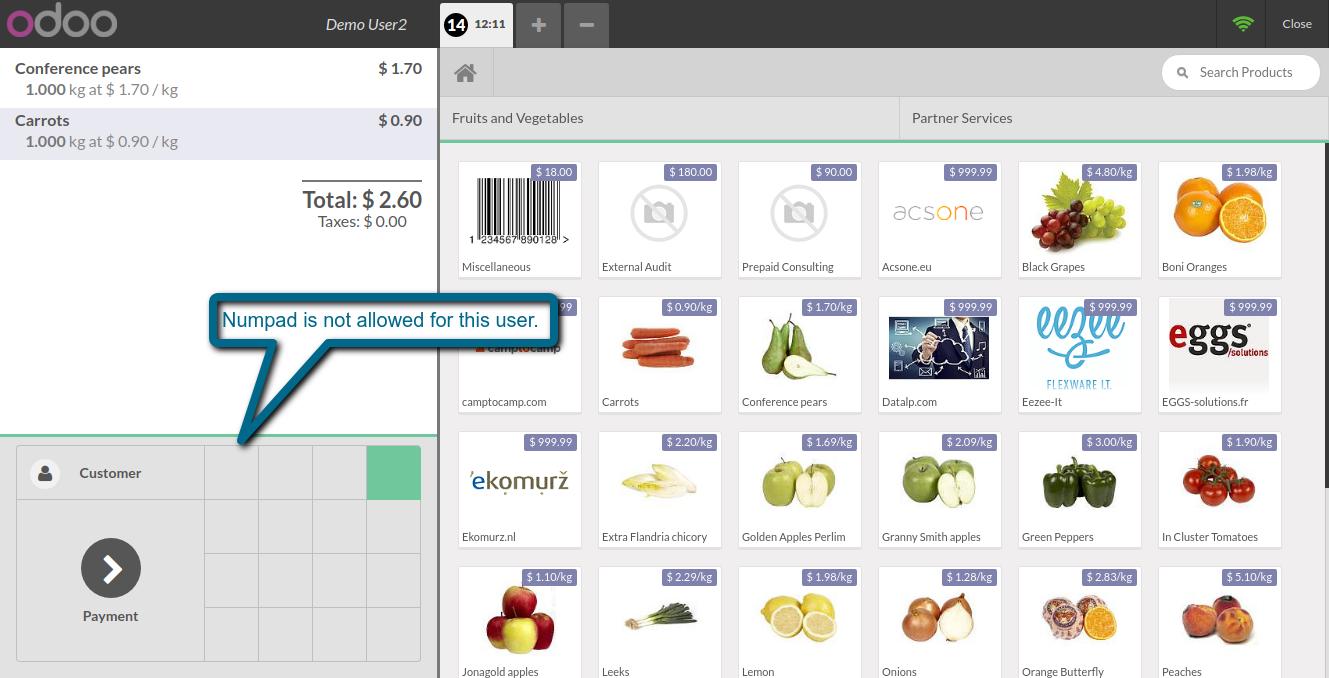 odoo
Demo User2
14 12:11
Close
Conference pears $ 1.70
1.000 kg at $ 1.70 / kg
Carrots $ 0.90
1.000 kg at $ 0.90 / kg
Total: $ 2.60
Taxes: $ 0.00
Numpad is not allowed for this user.
Customer
Payment
Search Products
Fruits and Vegetables
Partner Services
$ 18.00
1 234567 890128 >
Miscellaneous
$ 180.00
External Audit
$ 90.00
Prepaid Consulting
$ 999.99
acsone
Acsone.eu
$ 4.80/kg
Black Grapes
$ 1.98/kg
Boni Oranges
camptocamp
camptocamp.com
$ 0.90/kg
Carrots
$ 1.70/kg
Conference pears
$ 999.99
Datalp.com
$ 999.99
eezee
FLEXWARE I.T.
Eezee-It
$ 999.99
eggs
/solutions
EGGS-solutions.fr
$ 999.99
'ekomurž
Ekomurz.nl
$ 2.20/kg
Extra Flandria chicory
$ 1.69/kg
Golden Apples Perlim
$ 2.09/kg
Granny Smith apples
$ 3.00/kg
Green Peppers
$ 1.90/kg
In Cluster Tomatoes
$ 1.10/kg
Jonagold apples
$ 2.29/kg
Leeks
$ 1.98/kg
Lemon
$ 1.28/kg
Onions
$ 2.83/kg
Orange Butterfly
$ 5.10/kg
Peaches